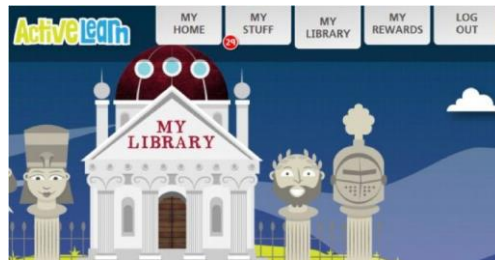 ActiveLearn
MY HOME
MY STUFF
29
MY LIBRARY
MY REWARDS
LOG OUT
MY
LIBRARY